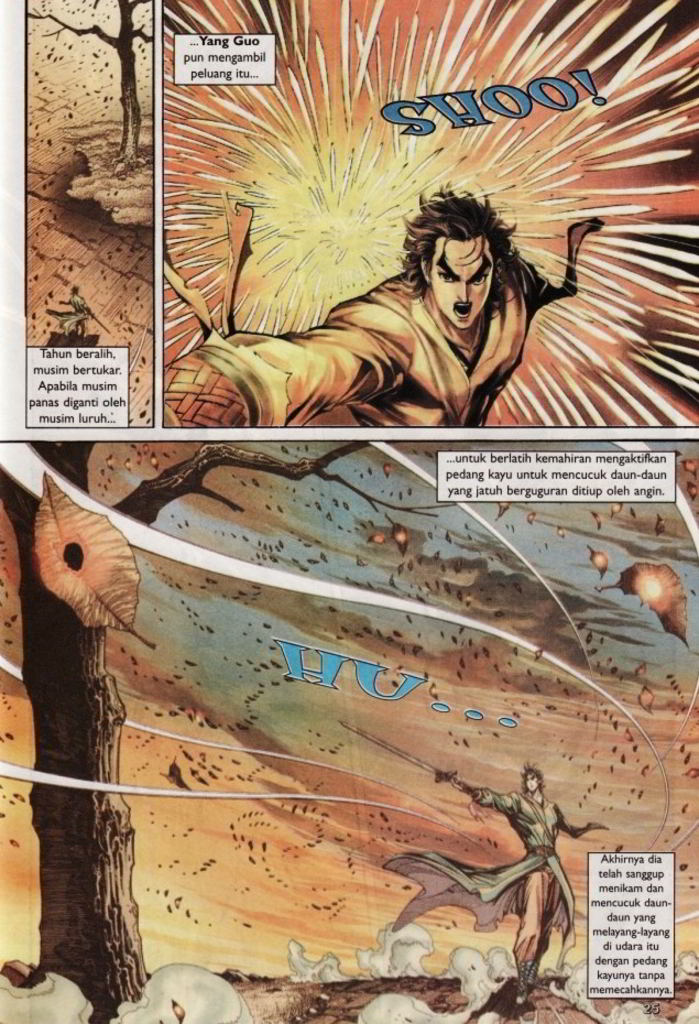 Tahun beralih,
musim bertukar.
Apabila musim
panas diganti oleh
musim luruh...
...Yang Guo
pun mengambil
peluang itu...
SHOO!
...untuk berlatih kemahiran mengaktifkan
pedang kayu untuk mencucuk daun-daun
yang jatuh berguguran ditiup oleh angin.
HU...
Akhirnya dia
telah sanggup
menikam dan
mencucuk daun-
daun yang
melayang-layang
di udara itu
dengan pedang
kayunya tanpa
memecahkannya.
25